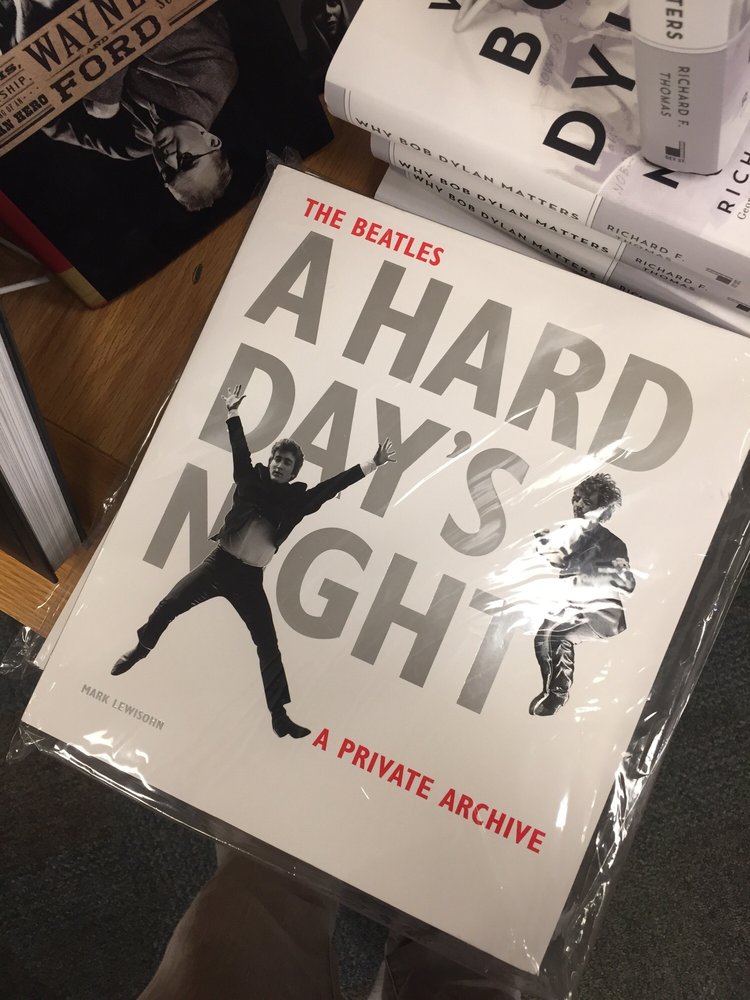 WAYNE
AND
FORD
THE BEATLES
A HARD
DAY'S
NIGHT
MARK LEWISOHN
A PRIVATE ARCHIVE
WHY BOB DYLAN MATTERS
RICHARD F.
THOMAS
WHY BOB DYLAN MATTERS
RICHARD F.
THOMAS
WHY BOB DYLAN MATTERS
RICHARD F.
THOMAS